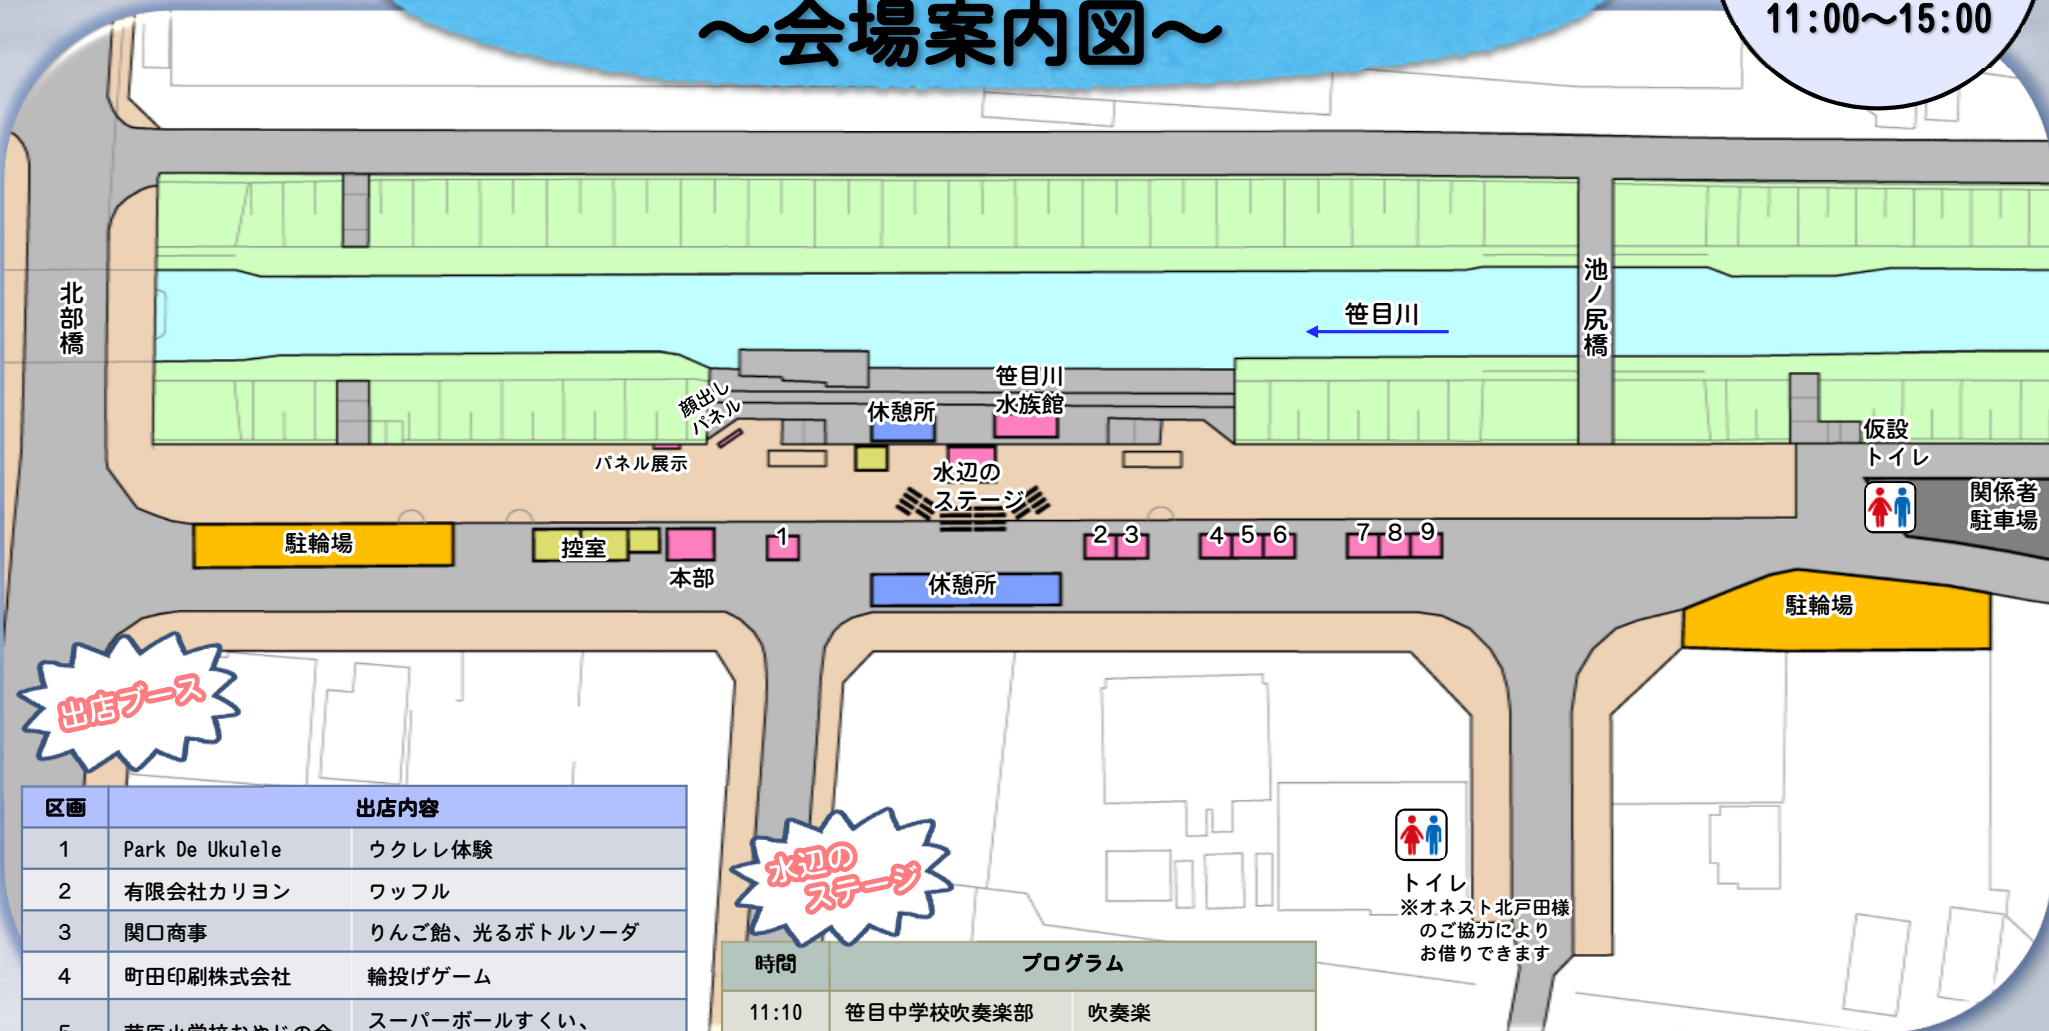 ～会場案内図～
11:00～15:00
北部橋
池ノ尻橋
笹目川
笹目川
水族館
顔出し
パネル
休憩所
パネル展示
水辺の
ステージ
仮設
トイレ
関係者
駐車場
駐輪場
控室
本部
1
2 3
4 5 6
7 8 9
休憩所
駐輪場
出店ブース
区画 出店内容
1 Park De Ukulele ウクレレ体験
2 有限会社カリヨン ワッフル
3 関口商事 りんご飴、光るボトルソーダ
4 町田印刷株式会社 輪投げゲーム
スーパーボールすくい、
水辺の
ステージ
時間 プログラム
11:10 笹目中学校吹奏楽部 吹奏楽
トイレ
※オネスト北戸田様
のご協力により
お借りできます